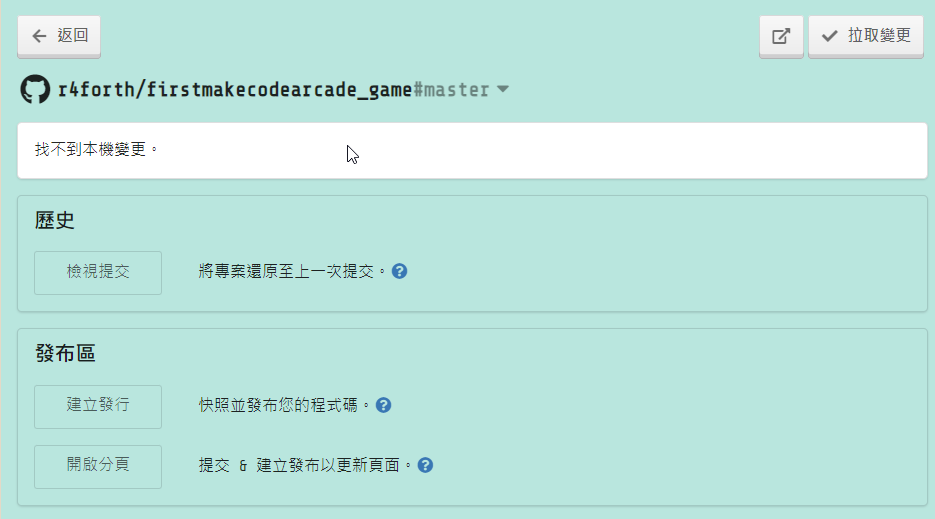 返回
拉取變更
r4forth/firstmakecodearcade_game#master
找不到本機變更。
歷史
檢視提交 將專案還原至上一次提交。
發布區
建立發行 快照並發布您的程式碼。
開啟分頁 提交 & 建立發布以更新頁面。